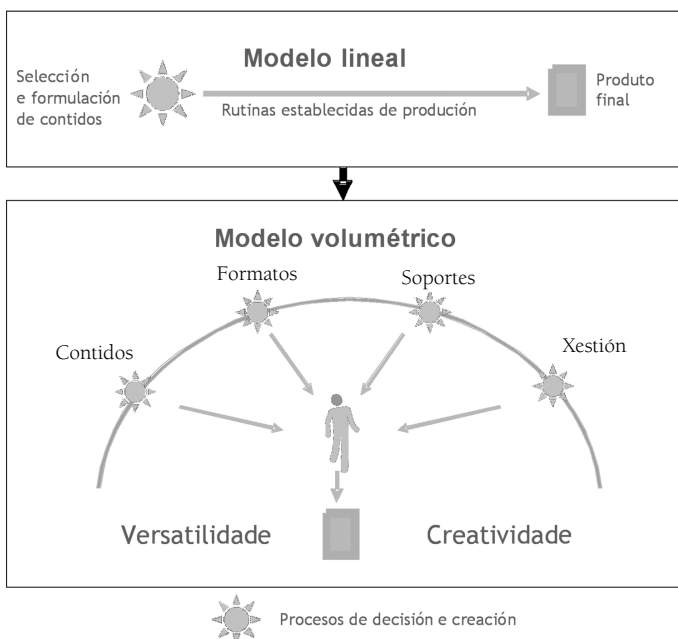 Modelo lineal
Selección
e formulación
de contidos
Rutinas establecidas de produción
Produto
final
Modelo volumétrico
Formatos
Soportes
Contidos
Xestión
Versatilidade
Creatividade
Procesos de decisión e creación